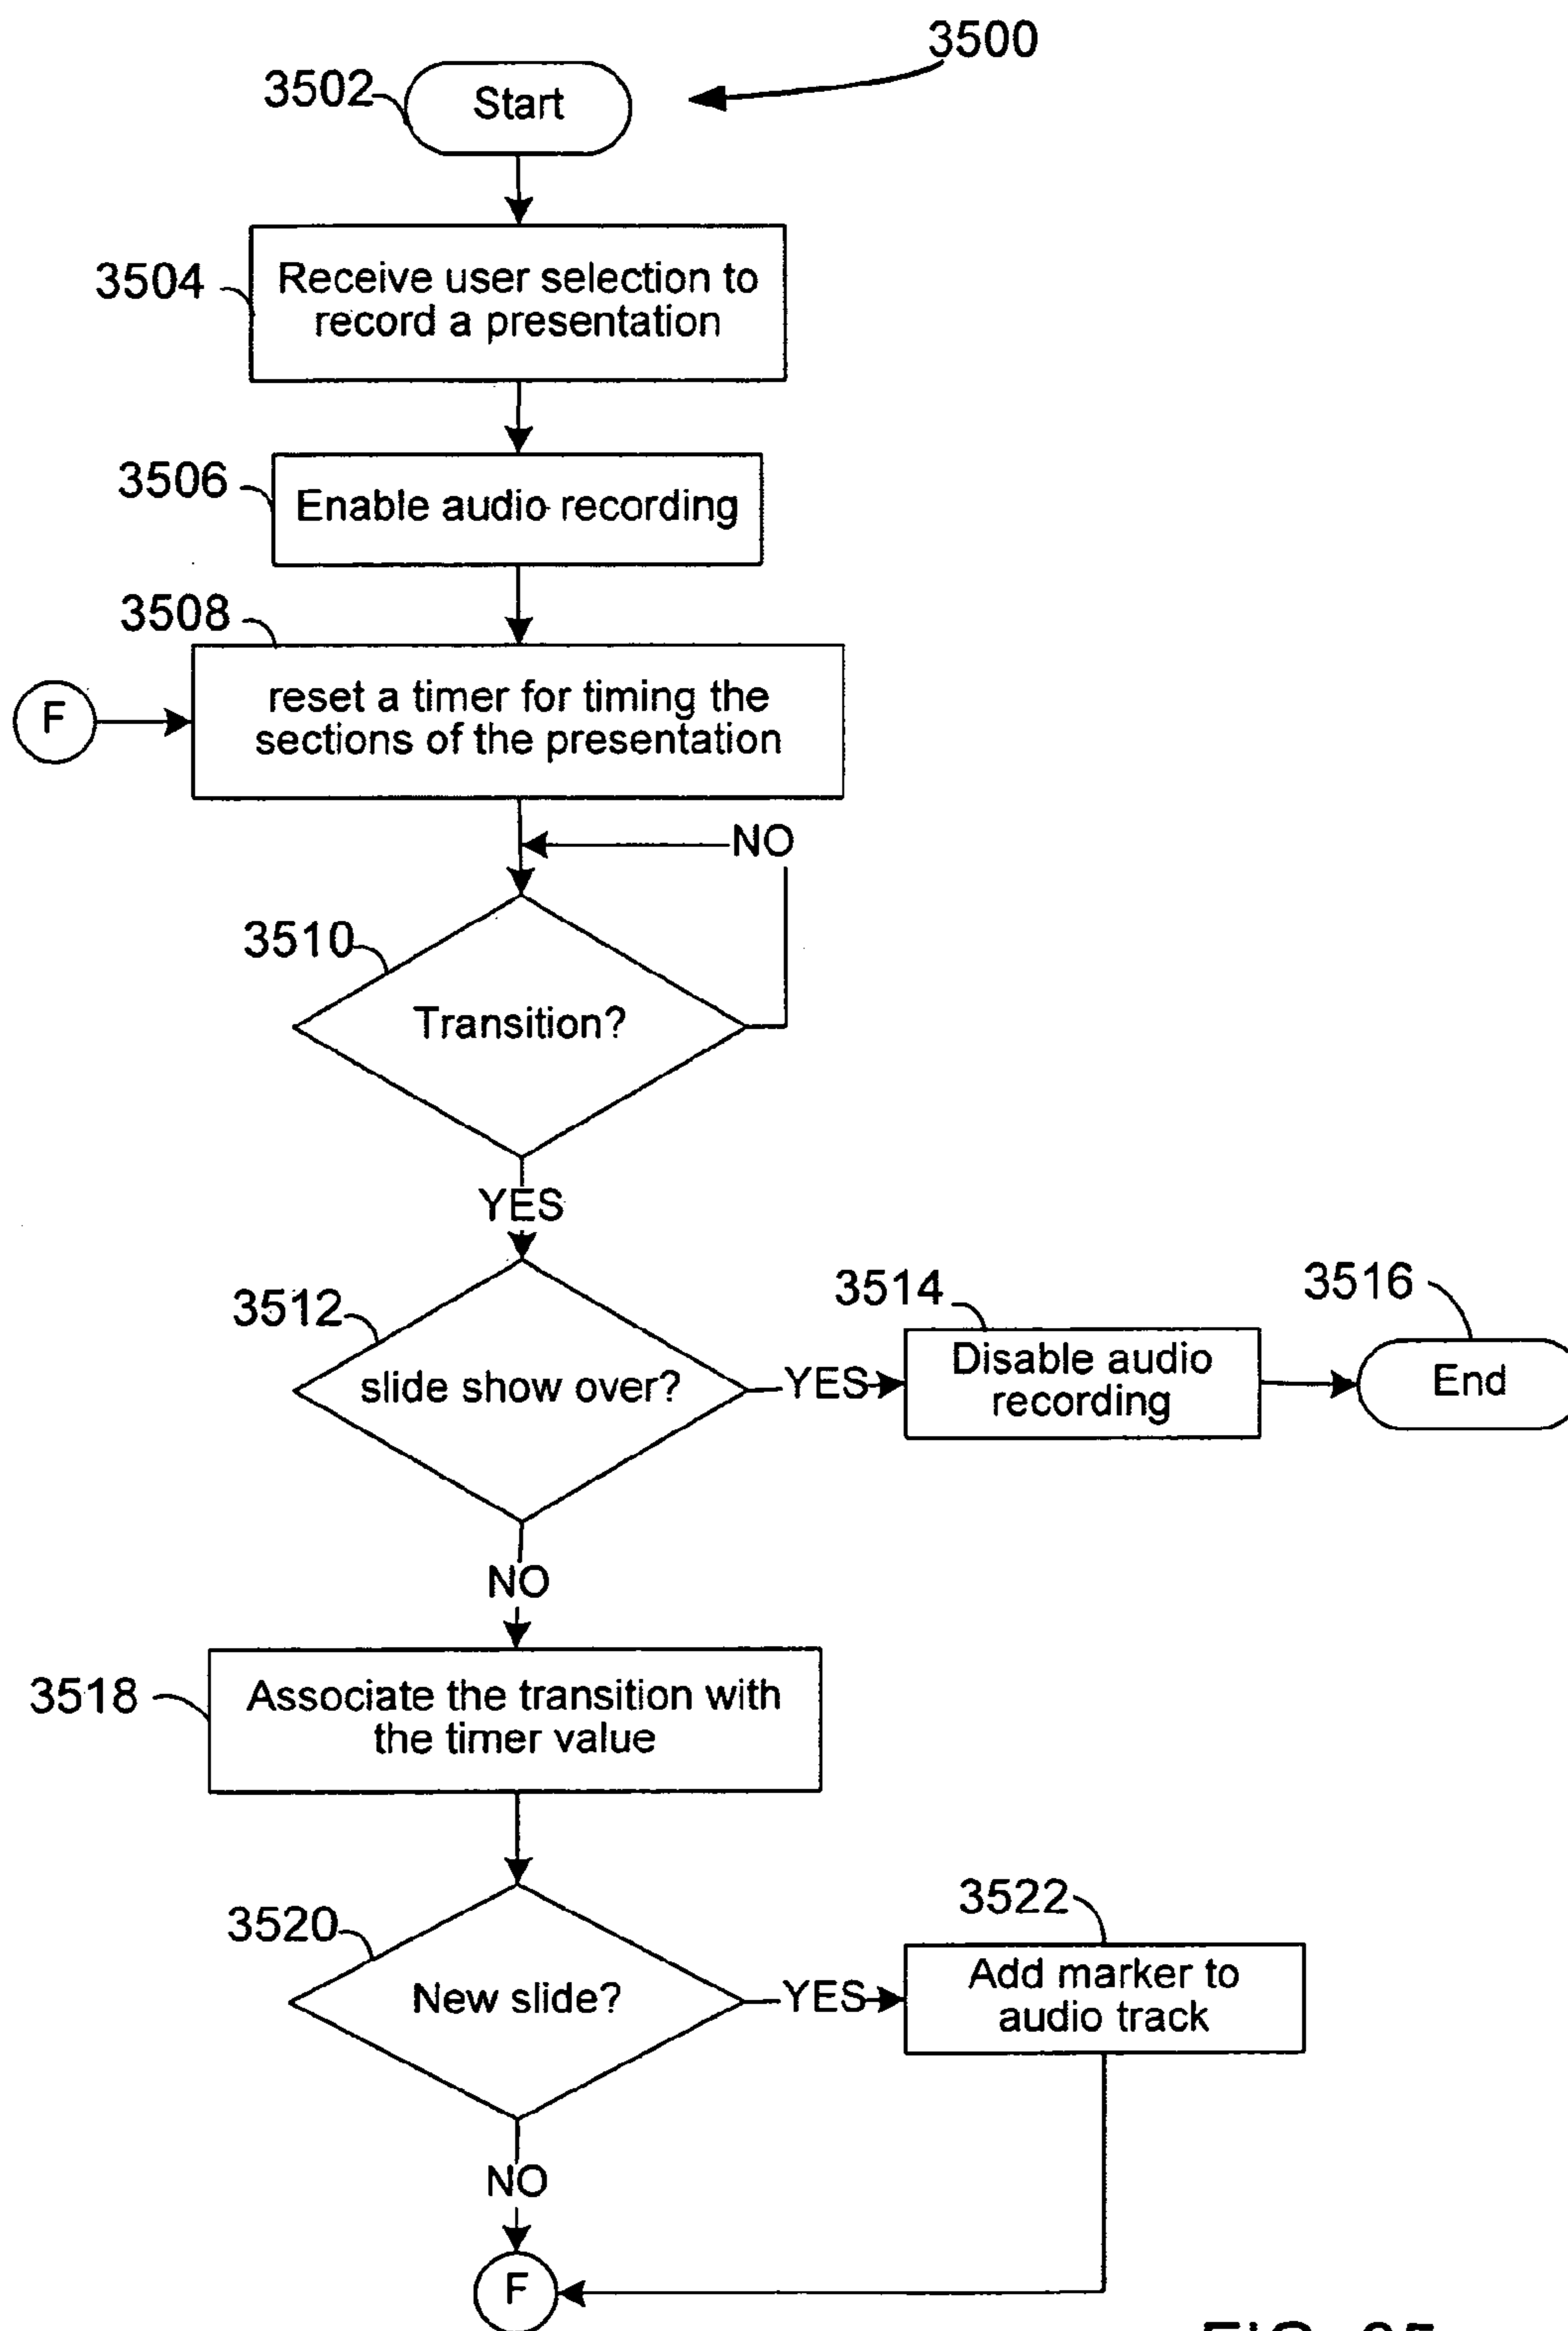 3500
3502
Start
3504
Receive user selection to
record a presentation
3506
Enable audio recording
3508
F
reset a timer for timing the
sections of the presentation
NO
3510
Transition?
YES
3512
slide show over?
YES
3514
Disable audio
recording
3516
End
NO
3518
Associate the transition with
the timer value
3520
New slide?
YES
3522
Add marker to
audio track
NO
F